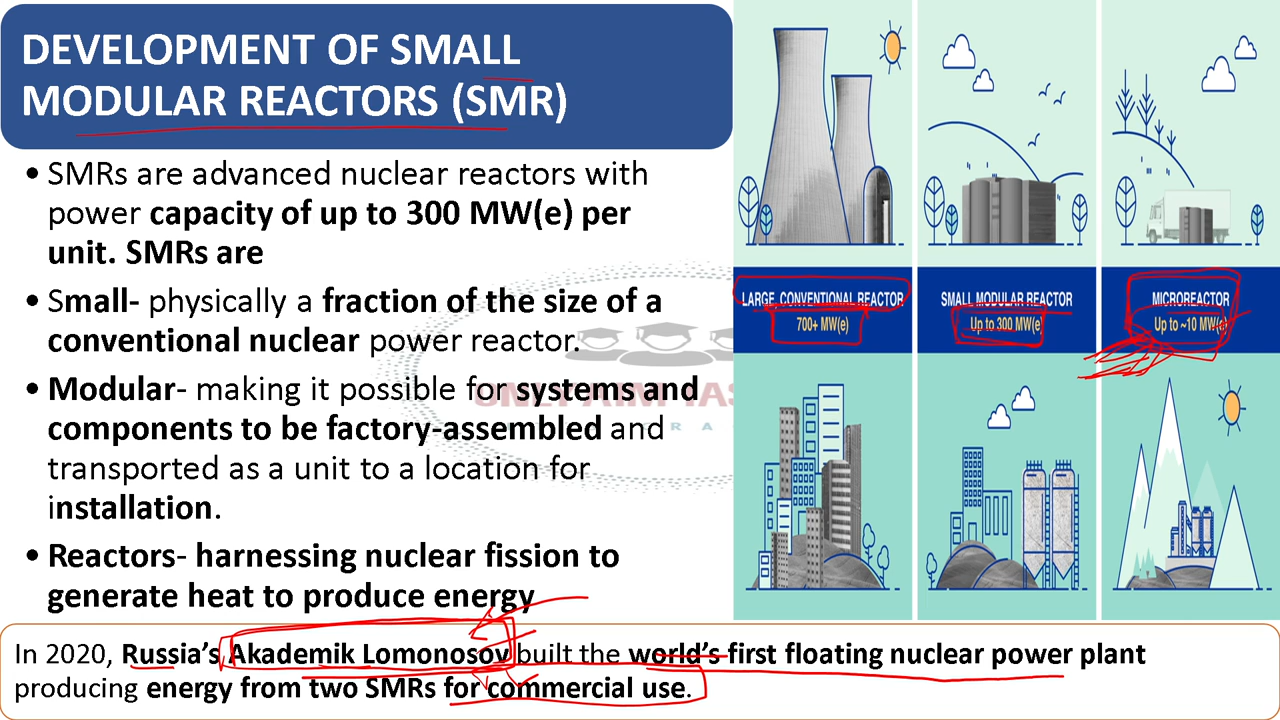 DEVELOPMENT OF SMALL
MODULAR REACTORS (SMR)
• SMRs are advanced nuclear reactors with
power capacity of up to 300 MW(e) per
unit. SMRs are
• Small- physically a fraction of the size of a
conventional nuclear power reactor.
• Modular- making it possible for systems and
components to be factory-assembled and
transported as a unit to a location for
installation.
• Reactors- harnessing nuclear fission to
generate heat to produce energy
LARGE, CONVENTIONAL REACTOR
700+ MW(e)
SMALL MODULAR REACTOR
Up to 300 MW(e)
MICROREACTOR
Up to ~10 MW(e)
In 2020, Russia's Akademik Lomonosov built the world's first floating nuclear power plant
producing energy from two SMRs for commercial use.